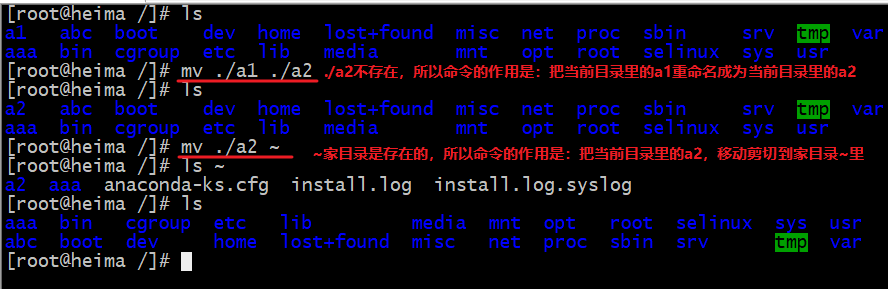 [root@heima /]# ls
a1 abc boot dev home lost+found misc net proc sbin srv tmp var
aaa bin cgroup etc lib media mnt opt root selinux sys usr
[root@heima /]# mv ./a1 ./a2 ./a2不存在，所以命令的作用是：把当前目录里的a1重命名成为当前目录里的a2
[root@heima /]# ls
a2 abc boot dev home lost+found misc net proc sbin srv tmp var
aaa bin cgroup etc lib media mnt opt root selinux sys usr
[root@heima /]# mv ./a2 ~ ~家目录是存在的，所以命令的作用是：把当前目录里的a2，移动剪切到家目录~里
[root@heima /]# ls ~
a2 aaa anaconda-ks.cfg install.log install.log.syslog
[root@heima /]# ls
aaa bin cgroup etc lib media mnt opt root selinux sys usr
abc boot dev home lost+found misc net proc sbin srv tmp var
[root@heima /]#